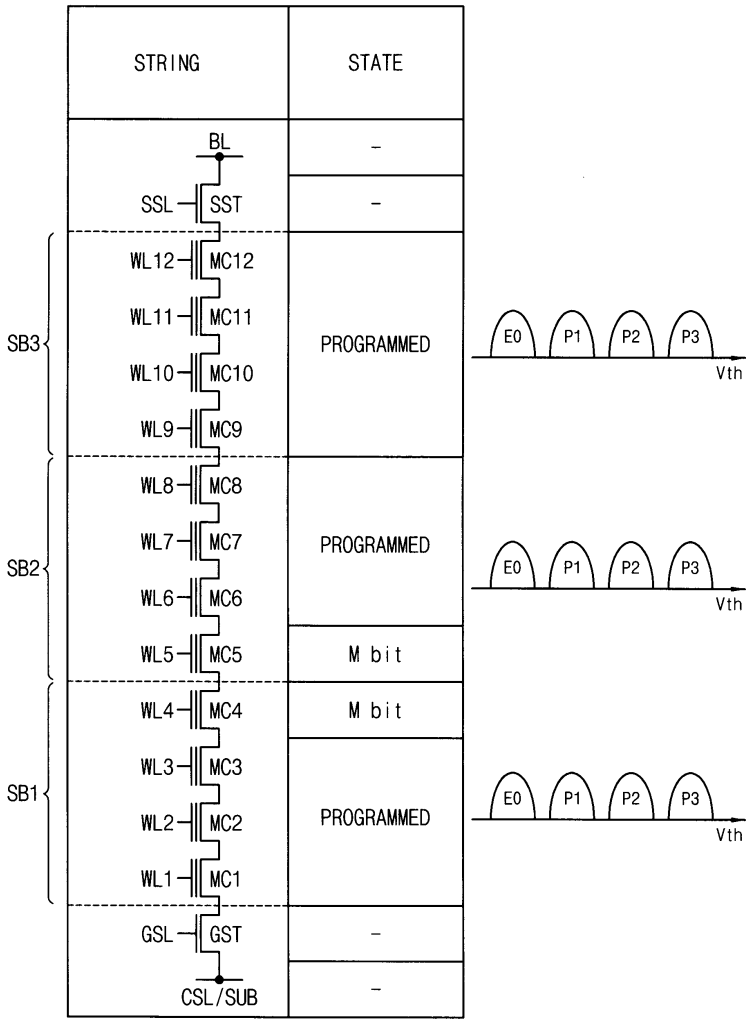 STRING STATE
BL -
SSL SST -
WL12 MC12
WL11 MC11
SB3 PROGRAMMED E0 P1 P2 P3
Vth
WL10 MC10
WL9 MC9
WL8 MC8
WL7 MC7 PROGRAMMED
SB2 E0 P1 P2 P3
Vth
WL6 MC6
WL5 MC5 M bit
WL4 MC4 M bit
WL3 MC3
SB1 E0 P1 P2 P3
WL2 MC2 PROGRAMMED
Vth
WL1 MC1
GSL GST -
CSL/SUB -